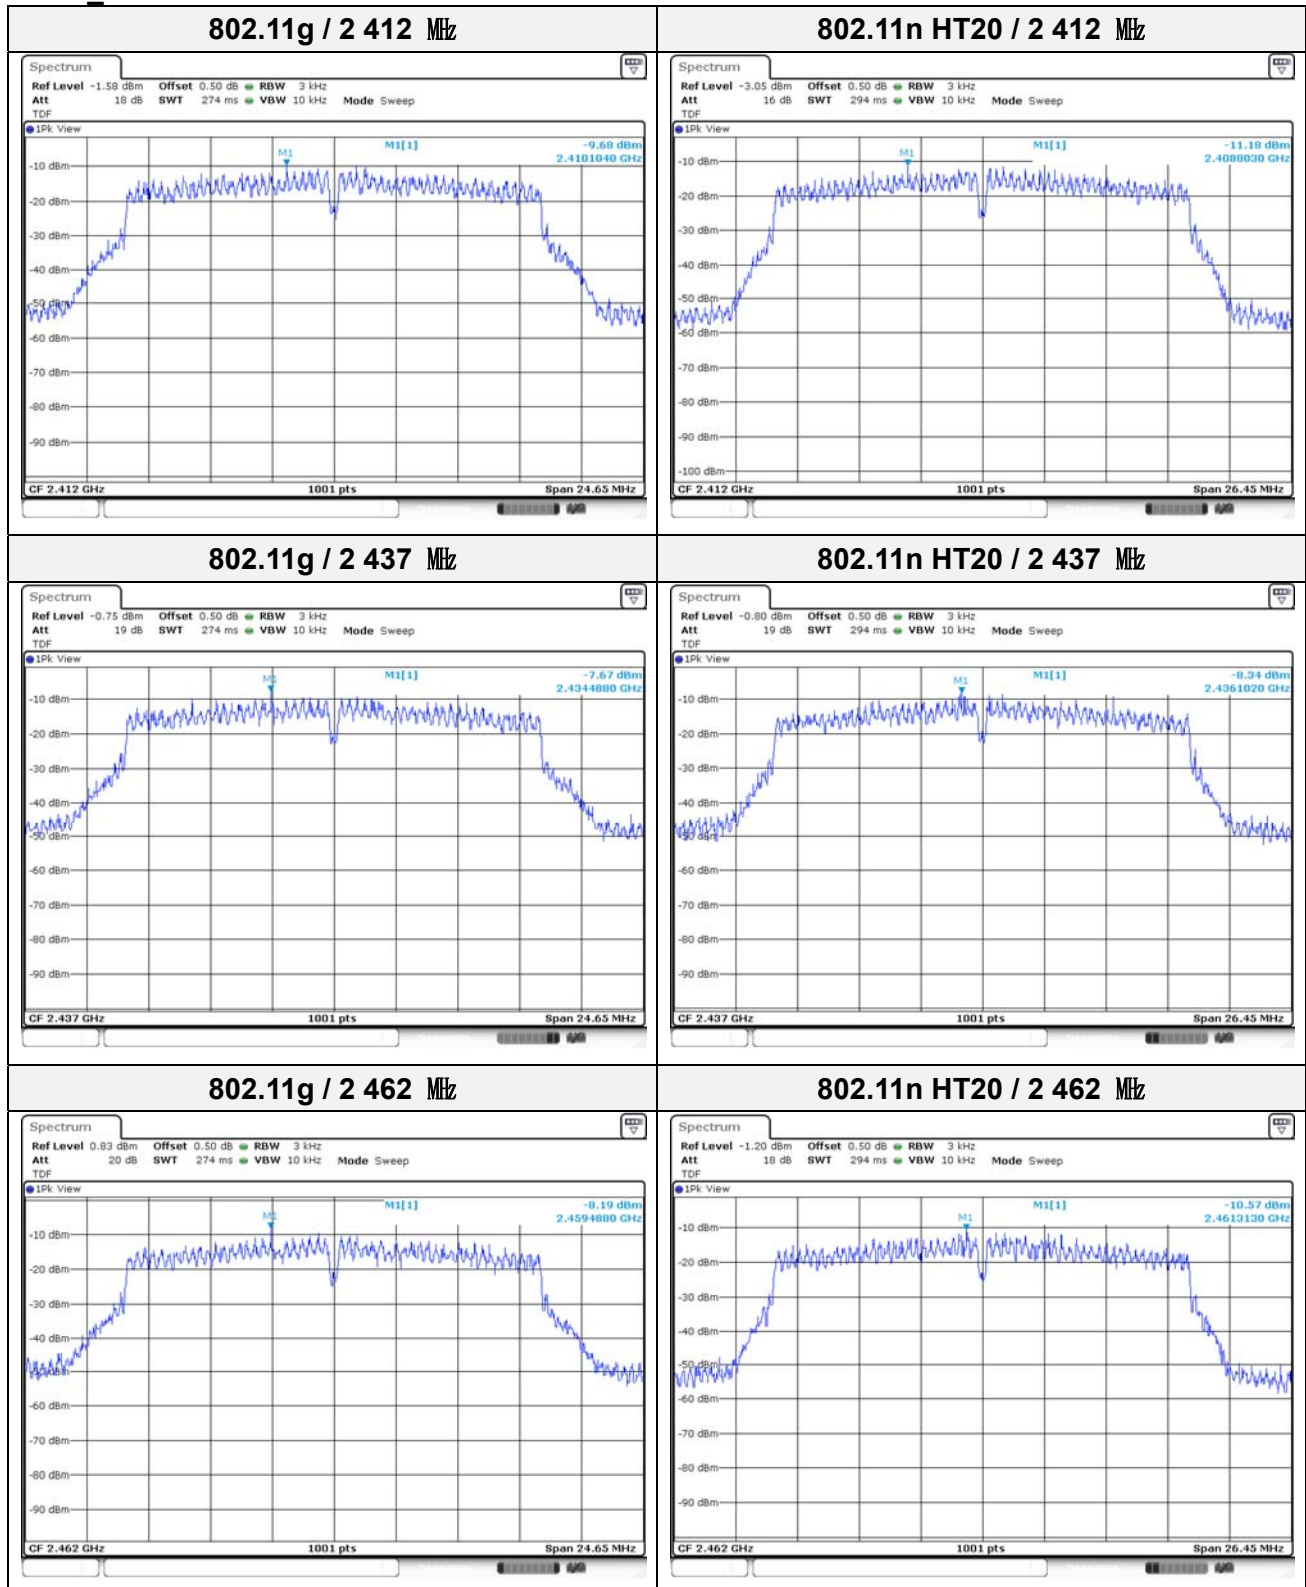 802.11g / 2 412 ㎒
802.11n HT20 / 2 412 ㎒
Spectrum
Ref Level -1.58 dBm Offset 0.50 dB RBW 3 kHz
Att 18 dB SWT 274 ms VBW 10 kHz Mode Sweep
TDF
1Pk View
M1[1] -9.68 dBm
2.4101040 GHz
M1
-10 dBm
-20 dBm
-30 dBm
-40 dBm
-50 dBm
-60 dBm
-70 dBm
-80 dBm
-90 dBm
CF 2.412 GHz 1001 pts Span 24.65 MHz
Spectrum
Ref Level -3.05 dBm Offset 0.50 dB RBW 3 kHz
Att 16 dB SWT 294 ms VBW 10 kHz Mode Sweep
TDF
1Pk View
M1[1] -11.18 dBm
2.4088030 GHz
M1
-10 dBm
-20 dBm
-30 dBm
-40 dBm
-50 dBm
-60 dBm
-70 dBm
-80 dBm
-90 dBm
-100 dBm
CF 2.412 GHz 1001 pts Span 26.45 MHz
802.11g / 2 437 ㎒
802.11n HT20 / 2 437 ㎒
Spectrum
Ref Level -0.75 dBm Offset 0.50 dB RBW 3 kHz
Att 19 dB SWT 274 ms VBW 10 kHz Mode Sweep
TDF
1Pk View
M1[1] -7.67 dBm
2.4344880 GHz
M1
-10 dBm
-20 dBm
-30 dBm
-40 dBm
-50 dBm
-60 dBm
-70 dBm
-80 dBm
-90 dBm
CF 2.437 GHz 1001 pts Span 24.65 MHz
Spectrum
Ref Level -0.80 dBm Offset 0.50 dB RBW 3 kHz
Att 19 dB SWT 294 ms VBW 10 kHz Mode Sweep
TDF
1Pk View
M1[1] -8.34 dBm
2.4361020 GHz
M1
-10 dBm
-20 dBm
-30 dBm
-40 dBm
-50 dBm
-60 dBm
-70 dBm
-80 dBm
-90 dBm
CF 2.437 GHz 1001 pts Span 26.45 MHz
802.11g / 2 462 ㎒
802.11n HT20 / 2 462 ㎒
Spectrum
Ref Level 0.83 dBm Offset 0.50 dB RBW 3 kHz
Att 20 dB SWT 274 ms VBW 10 kHz Mode Sweep
TDF
1Pk View
M1[1] -8.19 dBm
2.4594880 GHz
M1
-10 dBm
-20 dBm
-30 dBm
-40 dBm
-50 dBm
-60 dBm
-70 dBm
-80 dBm
-90 dBm
CF 2.462 GHz 1001 pts Span 24.65 MHz
Spectrum
Ref Level -1.20 dBm Offset 0.50 dB RBW 3 kHz
Att 18 dB SWT 294 ms VBW 10 kHz Mode Sweep
TDF
1Pk View
M1[1] -10.57 dBm
2.4613130 GHz
M1
-10 dBm
-20 dBm
-30 dBm
-40 dBm
-50 dBm
-60 dBm
-70 dBm
-80 dBm
-90 dBm
CF 2.462 GHz 1001 pts Span 26.45 MHz